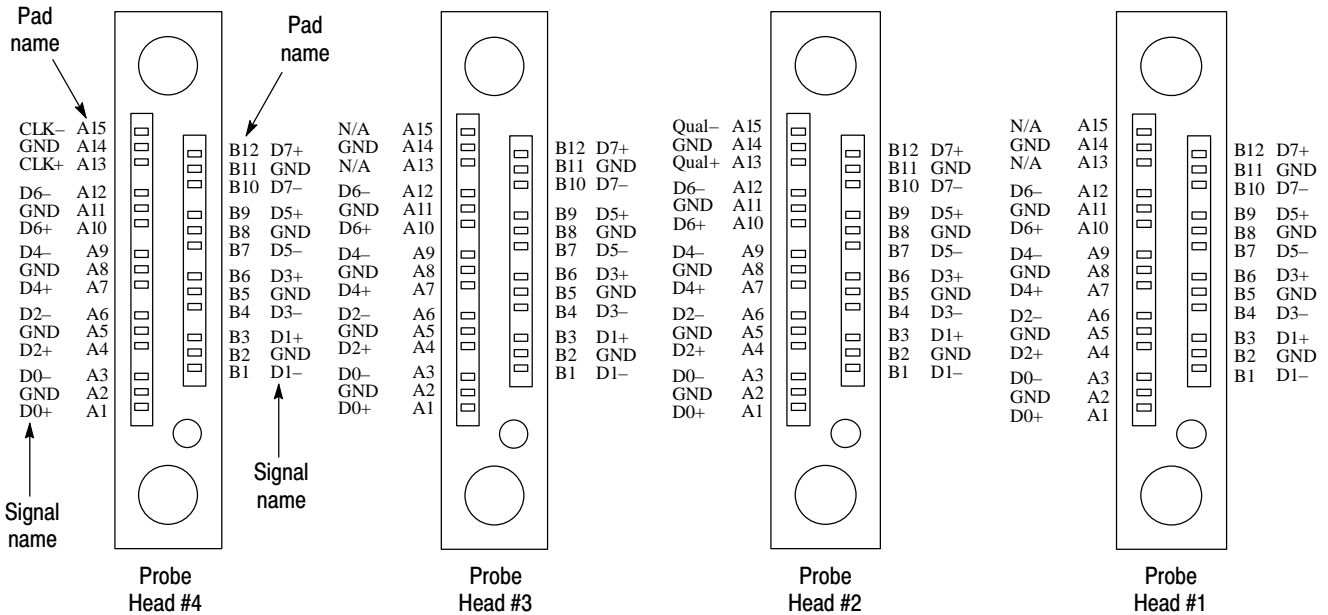 Pad
name
Pad
name
CLK– A15
GND A14
CLK+ A13
D6– A12
GND A11
D6+ A10
D4– A9
GND A8
D4+ A7
D2– A6
GND A5
D2+ A4
D0– A3
GND A2
D0+ A1
B12 D7+
B11 GND
B10 D7–
B9 D5+
B8 GND
B7 D5–
B6 D3+
B5 GND
B4 D3–
B3 D1+
B2 GND
B1 D1–
Signal
name
Signal
name
Probe
Head #4
N/A A15
GND A14
N/A A13
D6– A12
GND A11
D6+ A10
D4– A9
GND A8
D4+ A7
D2– A6
GND A5
D2+ A4
D0– A3
GND A2
D0+ A1
B12 D7+
B11 GND
B10 D7–
B9 D5+
B8 GND
B7 D5–
B6 D3+
B5 GND
B4 D3–
B3 D1+
B2 GND
B1 D1–
Probe
Head #3
Qual– A15
GND A14
Qual+ A13
D6– A12
GND A11
D6+ A10
D4– A9
GND A8
D4+ A7
D2– A6
GND A5
D2+ A4
D0– A3
GND A2
D0+ A1
B12 D7+
B11 GND
B10 D7–
B9 D5+
B8 GND
B7 D5–
B6 D3+
B5 GND
B4 D3–
B3 D1+
B2 GND
B1 D1–
Probe
Head #2
N/A A15
GND A14
N/A A13
D6– A12
GND A11
D6+ A10
D4– A9
GND A8
D4+ A7
D2– A6
GND A5
D2+ A4
D0– A3
GND A2
D0+ A1
B12 D7+
B11 GND
B10 D7–
B9 D5+
B8 GND
B7 D5–
B6 D3+
B5 GND
B4 D3–
B3 D1+
B2 GND
B1 D1–
Probe
Head #1